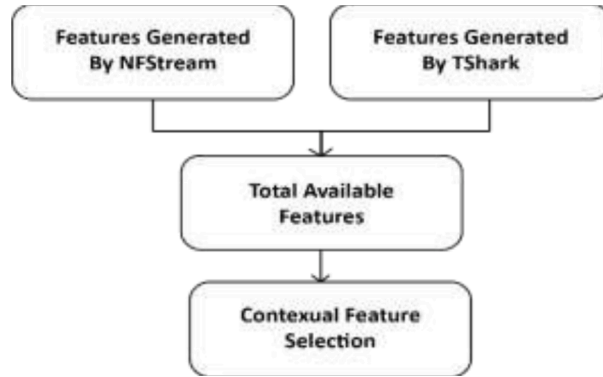 Features Generated
By NFStream
Features Generated
By TShark
Total Available
Features
Contexual Feature
Selection